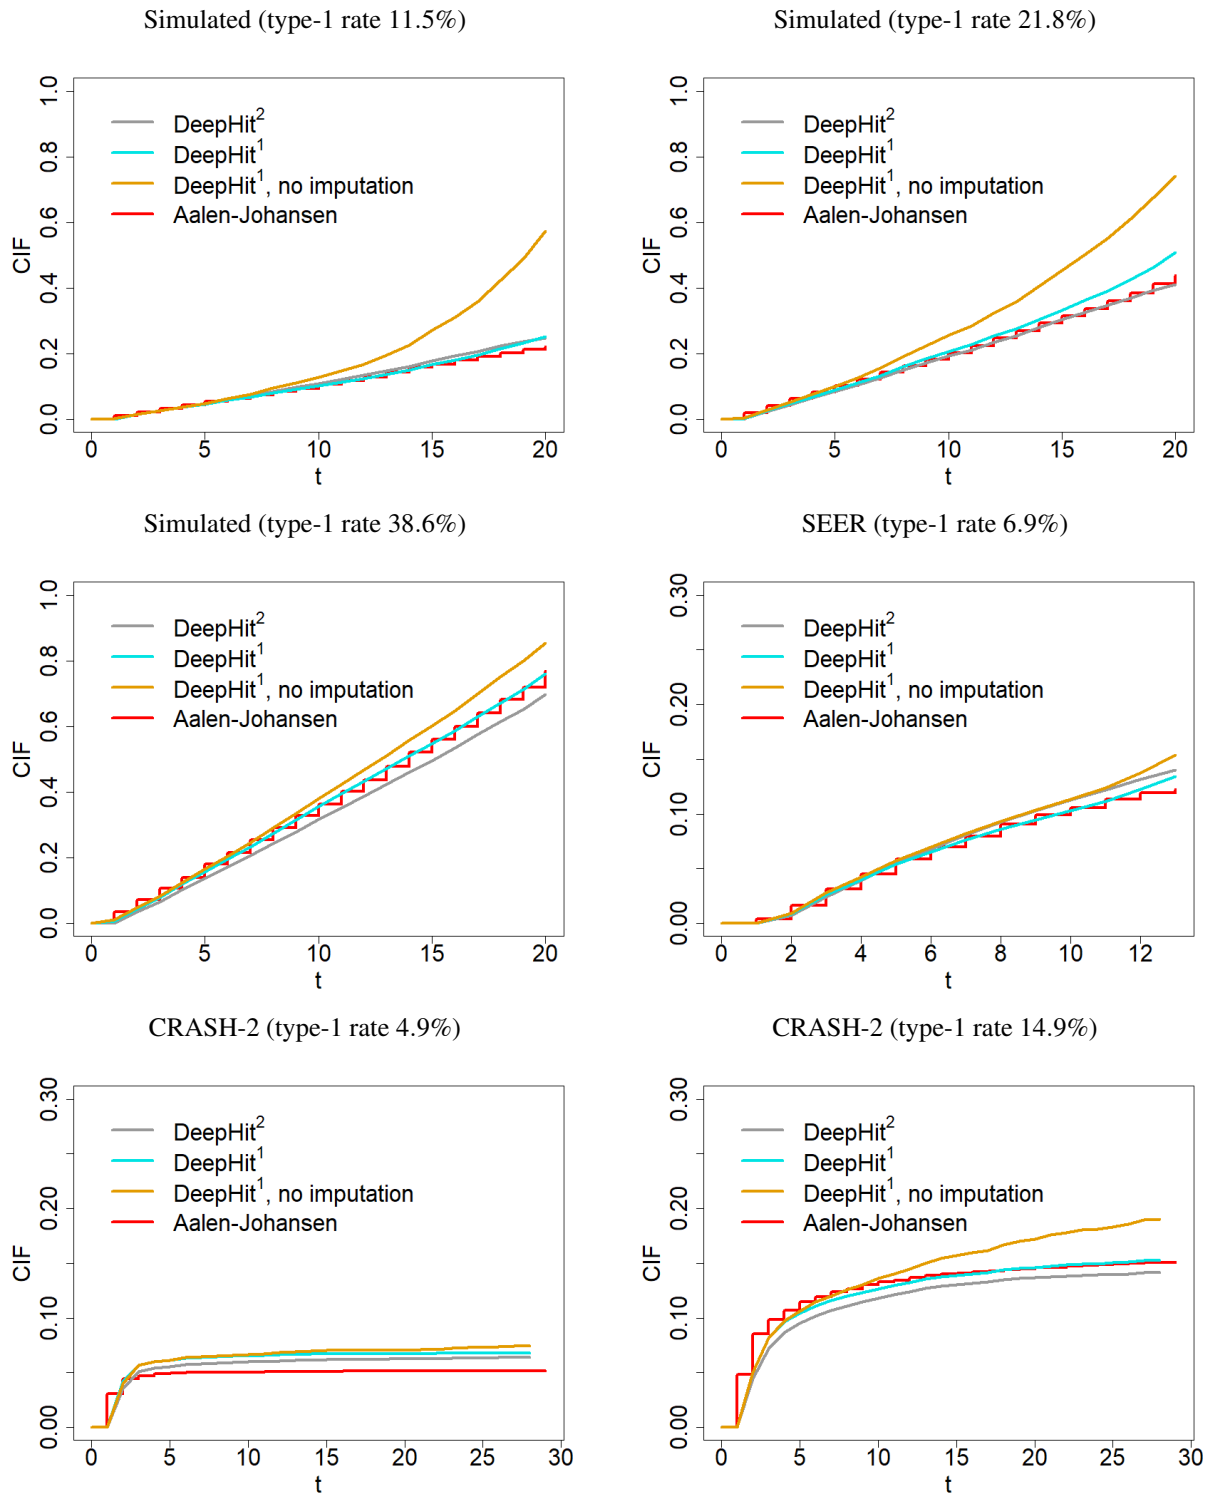 Simulated (type-1 rate 11.5%)
CIF
0.0 0.2 0.4 0.6 0.8 1.0
DeepHit²
DeepHit¹
DeepHit¹, no imputation
Aalen-Johansen
0 5 10 15 20
t
Simulated (type-1 rate 21.8%)
CIF
0.0 0.2 0.4 0.6 0.8 1.0
DeepHit²
DeepHit¹
DeepHit¹, no imputation
Aalen-Johansen
0 5 10 15 20
t
Simulated (type-1 rate 38.6%)
CIF
0.0 0.2 0.4 0.6 0.8 1.0
DeepHit²
DeepHit¹
DeepHit¹, no imputation
Aalen-Johansen
0 5 10 15 20
t
SEER (type-1 rate 6.9%)
CIF
0.00 0.10 0.20 0.30
DeepHit²
DeepHit¹
DeepHit¹, no imputation
Aalen-Johansen
0 2 4 6 8 10 12
t
CRASH-2 (type-1 rate 4.9%)
CIF
0.00 0.10 0.20 0.30
DeepHit²
DeepHit¹
DeepHit¹, no imputation
Aalen-Johansen
0 5 10 15 20 25 30
t
CRASH-2 (type-1 rate 14.9%)
CIF
0.00 0.10 0.20 0.30
DeepHit²
DeepHit¹
DeepHit¹, no imputation
Aalen-Johansen
0 5 10 15 20 25 30
t